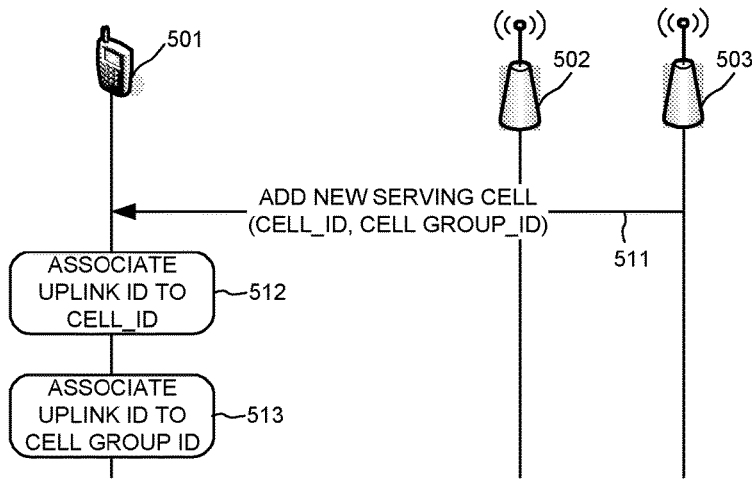 501
502
503
ADD NEW SERVING CELL
(CELL_ID, CELL GROUP_ID)
511
ASSOCIATE
UPLINK ID TO
CELL_ID
512
ASSOCIATE
UPLINK ID TO
CELL GROUP ID
513